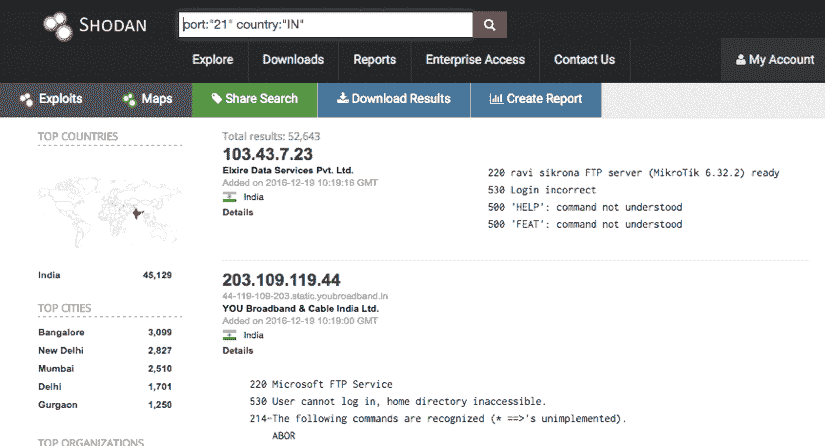 SHODAN
port:"21" country:"IN"
Explore Downloads Reports Enterprise Access Contact Us My Account
Exploits Maps Share Search Download Results Create Report
TOP COUNTRIES
India 45,129
TOP CITIES
Bangalore 3,099
New Delhi 2,827
Mumbai 2,510
Delhi 1,701
Gurgaon 1,250
TOP ORGANIZATIONS
Total results: 52,643
103.43.7.23
Elxire Data Services Pvt. Ltd.
Added on 2016-12-19 10:19:16 GMT
India
Details
220 ravi sikrona FTP server (MikroTik 6.32.2) ready
530 Login incorrect
500 'HELP': command not understood
500 'FEAT': command not understood
203.109.119.44
44-119-109-203.static.youbroadband.in
YOU Broadband & Cable India Ltd.
Added on 2016-12-19 10:19:00 GMT
India
Details
220 Microsoft FTP Service
530 User cannot log in, home directory inaccessible.
214-The following commands are recognized (* ==>'s unimplemented).
ABOR